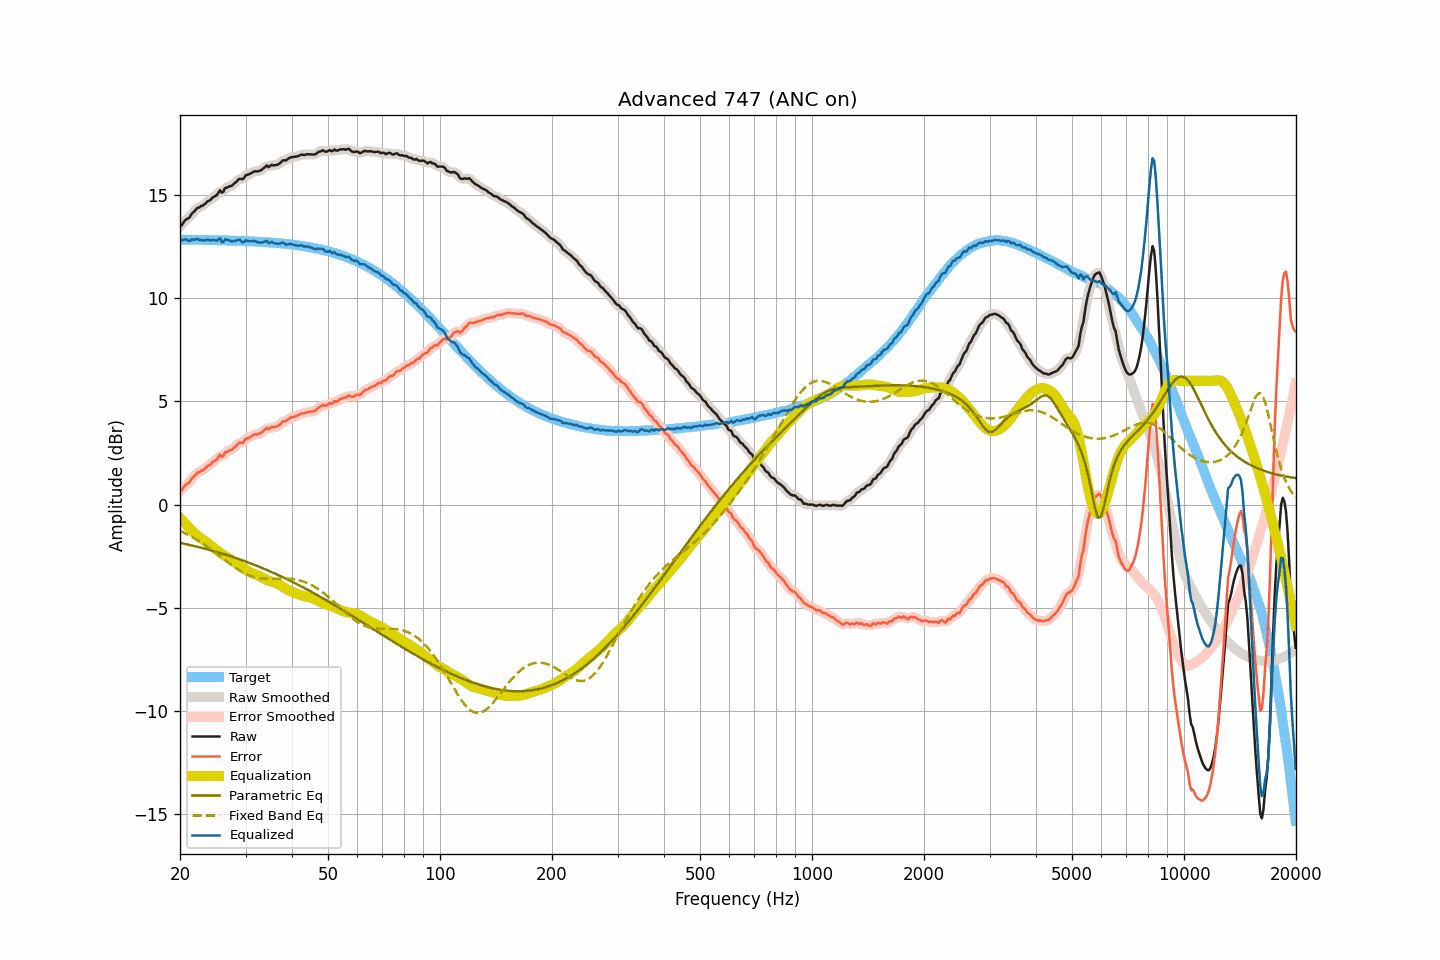 Advanced 747 (ANC on)
Amplitude (dBr)
15
10
5
0
−5
−10
−15
Target
Raw Smoothed
Error Smoothed
Raw
Error
Equalization
Parametric Eq
Fixed Band Eq
Equalized
20 50 100 200 500 1000 2000 5000 10000 20000
Frequency (Hz)